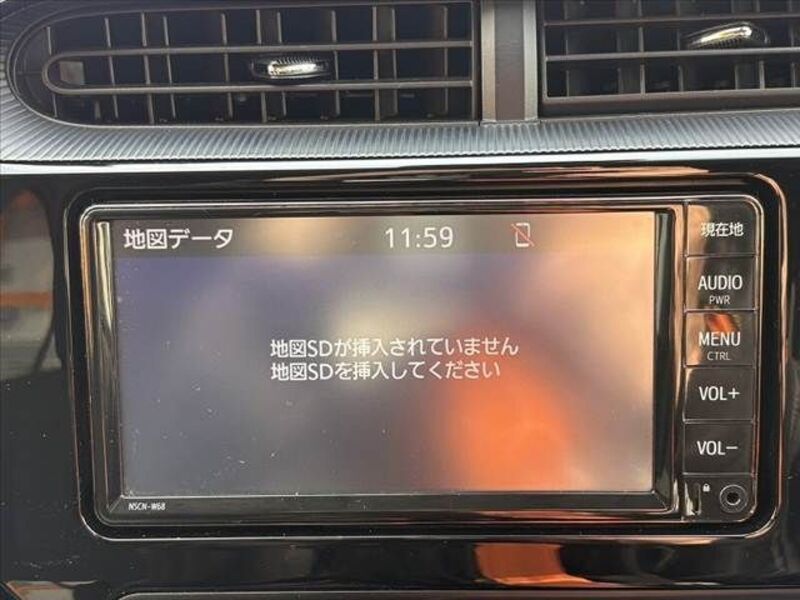 地図データ 11:59
現在地
AUDIO
PWR
MENU
CTRL
地図SDが挿入されていません
地図SDを挿入してください
VOL+
VOL−
NSCN-W68